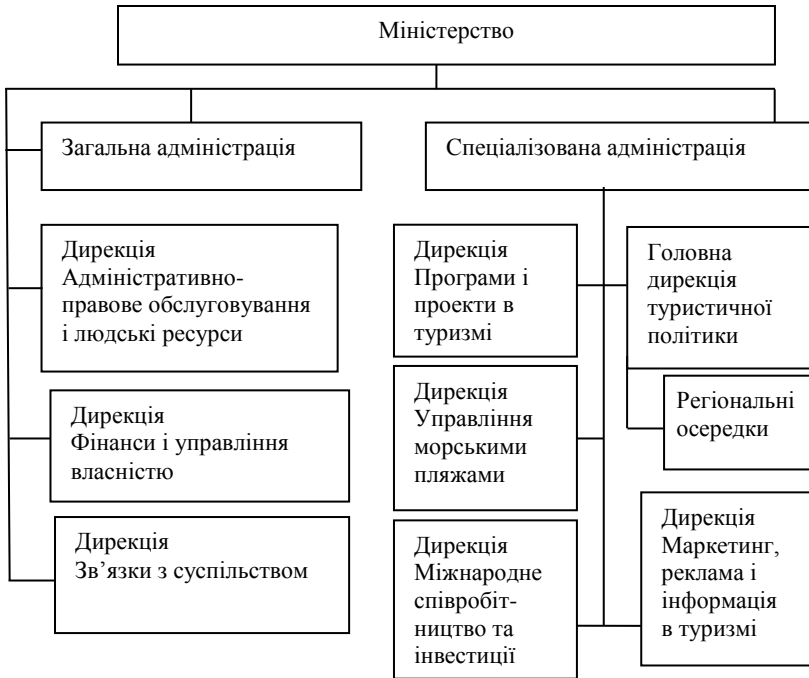 Міністерство
Загальна адміністрація
Спеціалізована адміністрація
Дирекція
Адміністративно-
правове обслуговування
і людські ресурси
Дирекція
Фінанси і управління
власністю
Дирекція
Зв’язки з суспільством
Дирекція
Програми і
проекти в
туризмі
Дирекція
Управління
морськими
пляжами
Дирекція
Міжнародне
співробіт-
ництво та
інвестиції
Головна
дирекція
туристичної
політики
Регіональні
осередки
Дирекція
Маркетинг,
реклама і
інформація
в туризмі